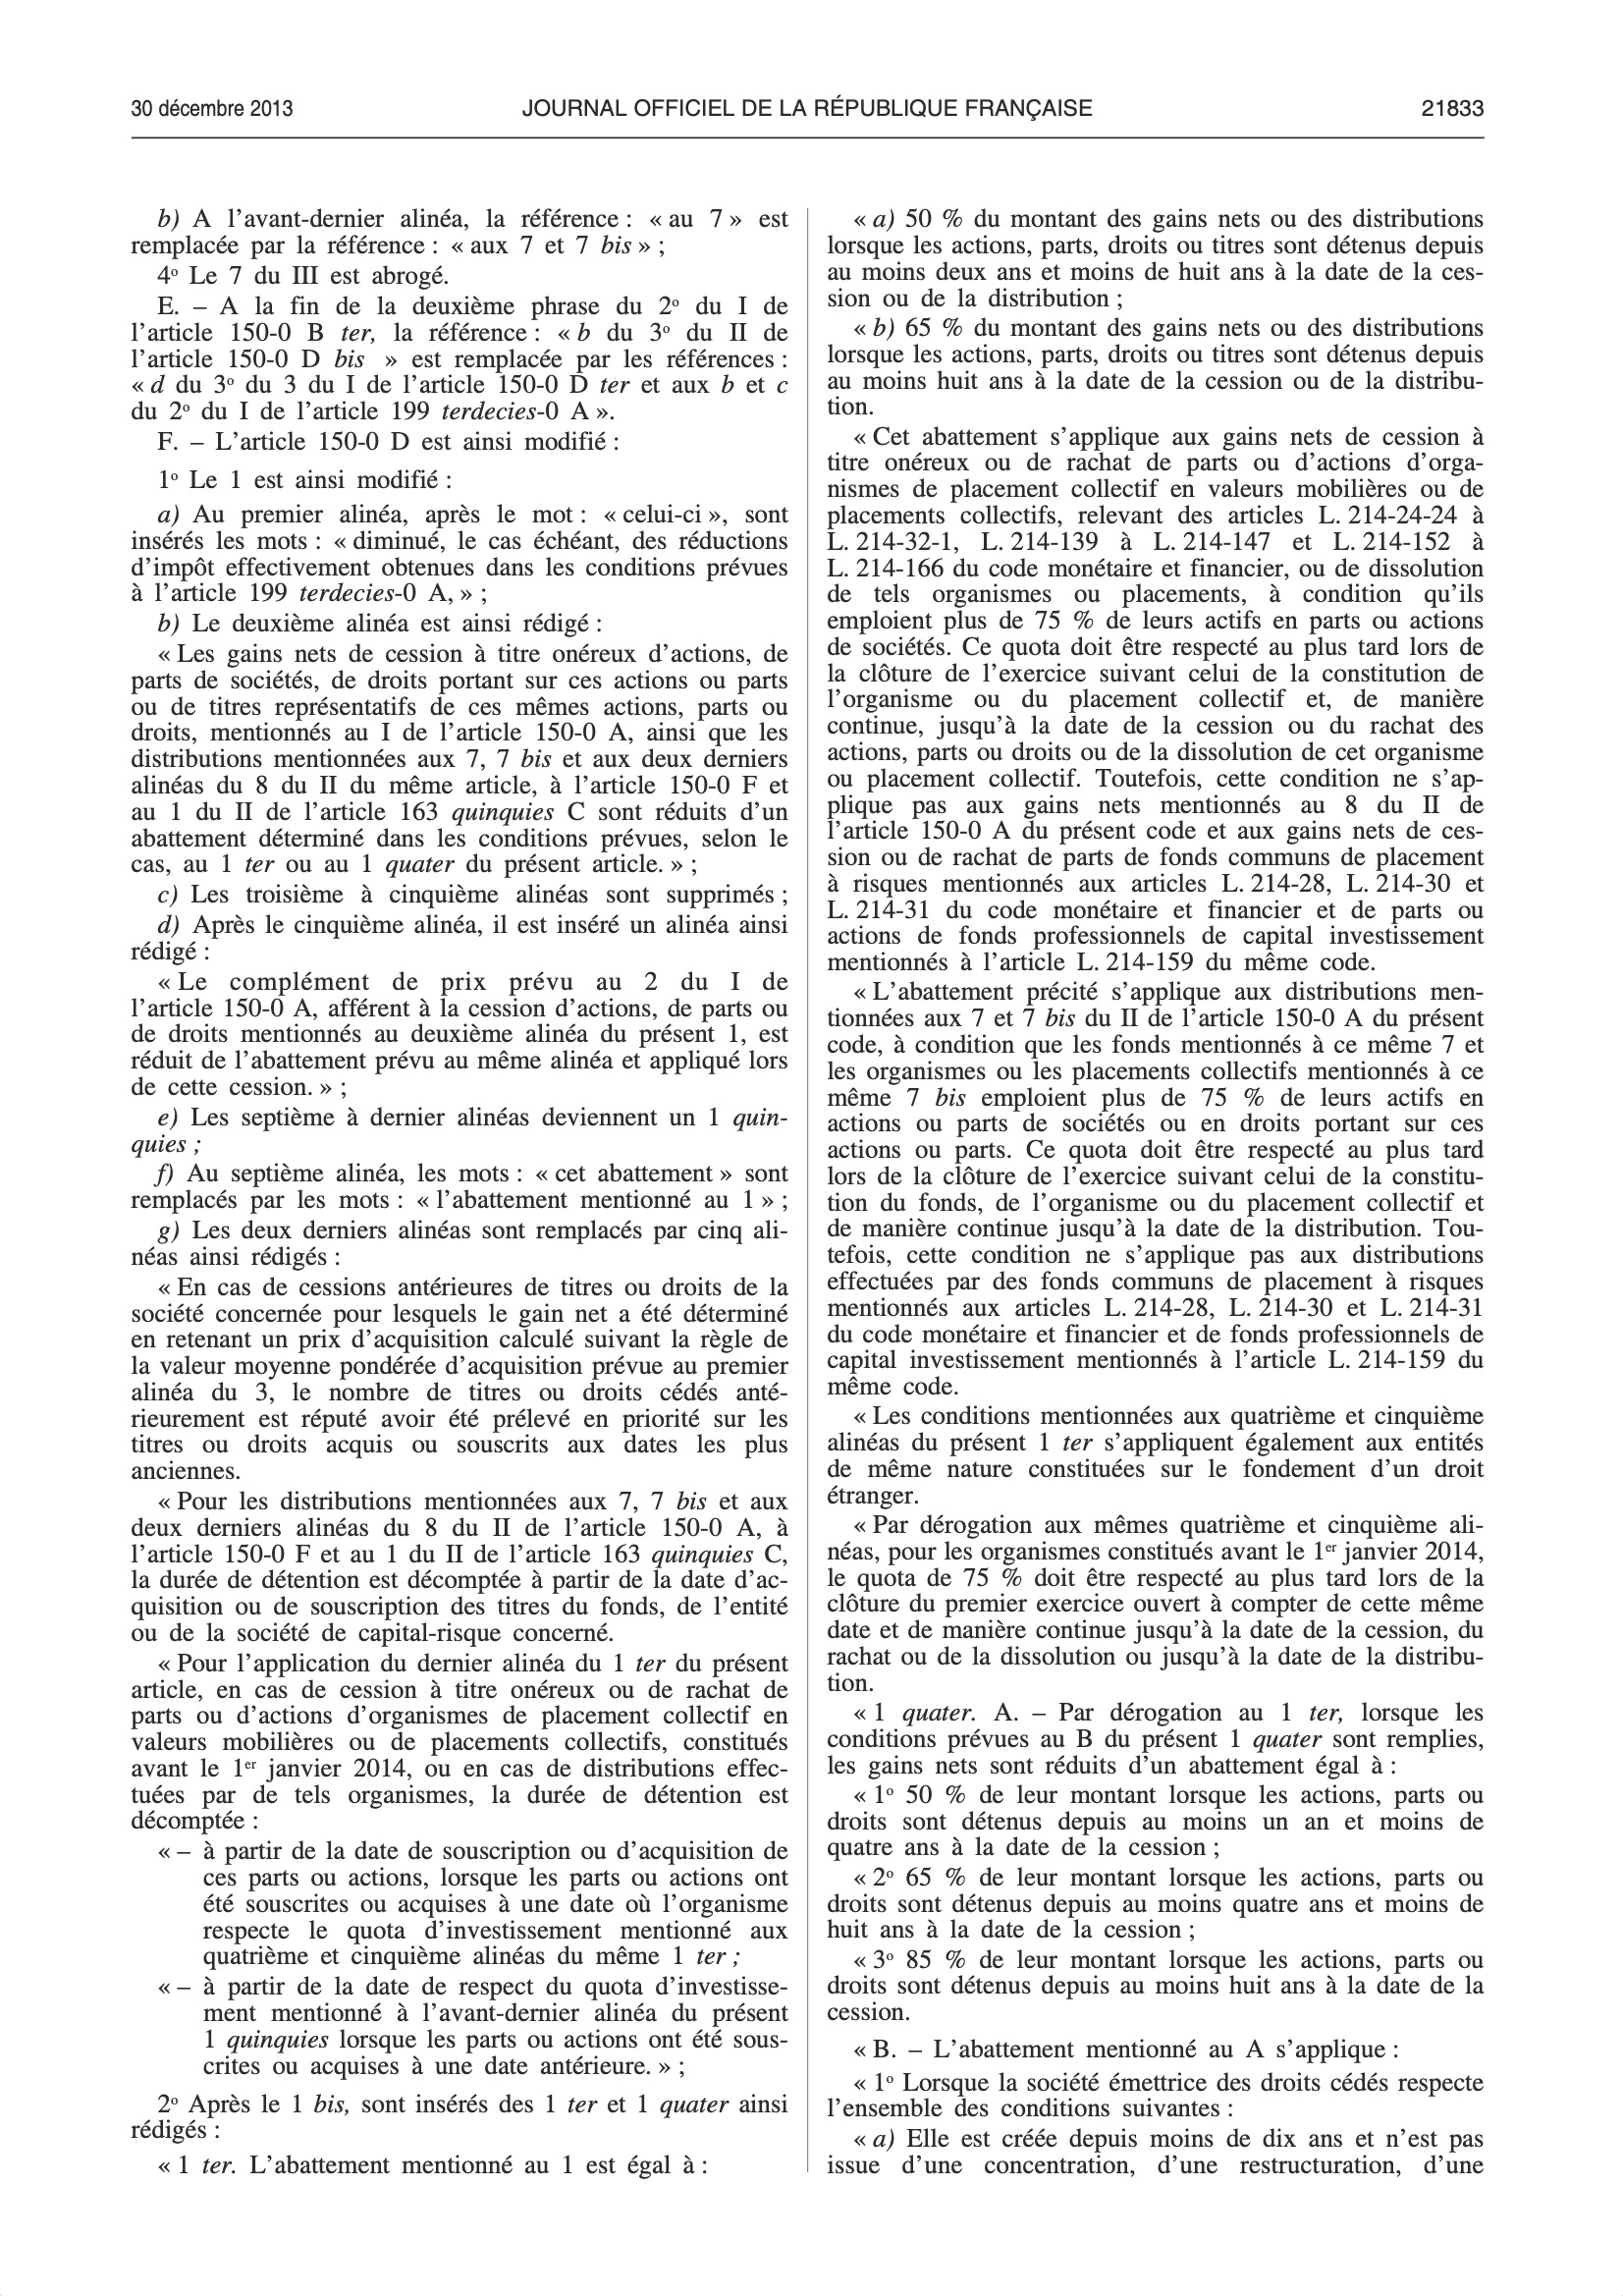 30 décembre 2013
JOURNAL OFFICIEL DE LA RÉPUBLIQUE FRANÇAISE
21833
b) A l’avant-dernier alinéa, la référence : « au 7 » est
remplacée par la référence : « aux 7 et 7 bis » ;
4o Le 7 du III est abrogé.
E. – A la fin de la deuxième phrase du 2o du I de
l’article 150-0 B ter, la référence : « b du 3o du II de
l’article 150-0 D bis » est remplacée par les références :
« d du 3o du 3 du I de l’article 150-0 D ter et aux b et c
du 2o du I de l’article 199 terdecies-0 A ».
F. – L’article 150-0 D est ainsi modifié :
1o Le 1 est ainsi modifié :
a) Au premier alinéa, après le mot : « celui-ci », sont
insérés les mots : « diminué, le cas échéant, des réductions
d’impôt effectivement obtenues dans les conditions prévues
à l’article 199 terdecies-0 A, » ;
b) Le deuxième alinéa est ainsi rédigé :
« Les gains nets de cession à titre onéreux d’actions, de
parts de sociétés, de droits portant sur ces actions ou parts
ou de titres représentatifs de ces mêmes actions, parts ou
droits, mentionnés au I de l’article 150-0 A, ainsi que les
distributions mentionnées aux 7, 7 bis et aux deux derniers
alinéas du 8 du II du même article, à l’article 150-0 F et
au 1 du II de l’article 163 quinquies C sont réduits d’un
abattement déterminé dans les conditions prévues, selon le
cas, au 1 ter ou au 1 quater du présent article. » ;
c) Les troisième à cinquième alinéas sont supprimés ;
d) Après le cinquième alinéa, il est inséré un alinéa ainsi
rédigé :
« Le complément de prix prévu au 2 du I de
l’article 150-0 A, afférent à la cession d’actions, de parts ou
de droits mentionnés au deuxième alinéa du présent 1, est
réduit de l’abattement prévu au même alinéa et appliqué lors
de cette cession. » ;
e) Les septième à dernier alinéas deviennent un 1 quin-
quies ;
f) Au septième alinéa, les mots : « cet abattement » sont
remplacés par les mots : « l’abattement mentionné au 1 » ;
g) Les deux derniers alinéas sont remplacés par cinq ali-
néas ainsi rédigés :
« En cas de cessions antérieures de titres ou droits de la
société concernée pour lesquels le gain net a été déterminé
en retenant un prix d’acquisition calculé suivant la règle de
la valeur moyenne pondérée d’acquisition prévue au premier
alinéa du 3, le nombre de titres ou droits cédés anté-
rieurement est réputé avoir été prélevé en priorité sur les
titres ou droits acquis ou souscrits aux dates les plus
anciennes.
« Pour les distributions mentionnées aux 7, 7 bis et aux
deux derniers alinéas du 8 du II de l’article 150-0 A, à
l’article 150-0 F et au 1 du II de l’article 163 quinquies C,
la durée de détention est décomptée à partir de la date d’ac-
quisition ou de souscription des titres du fonds, de l’entité
ou de la société de capital-risque concerné.
« Pour l’application du dernier alinéa du 1 ter du présent
article, en cas de cession à titre onéreux ou de rachat de
parts ou d’actions d’organismes de placement collectif en
valeurs mobilières ou de placements collectifs, constitués
avant le 1er janvier 2014, ou en cas de distributions effec-
tuées par de tels organismes, la durée de détention est
décomptée :
« – à partir de la date de souscription ou d’acquisition de
ces parts ou actions, lorsque les parts ou actions ont
été souscrites ou acquises à une date où l’organisme
respecte le quota d’investissement mentionné aux
quatrième et cinquième alinéas du même 1 ter ;
« – à partir de la date de respect du quota d’investisse-
ment mentionné à l’avant-dernier alinéa du présent
1 quinquies lorsque les parts ou actions ont été sous-
crites ou acquises à une date antérieure. » ;
2o Après le 1 bis, sont insérés des 1 ter et 1 quater ainsi
rédigés :
« 1 ter. L’abattement mentionné au 1 est égal à :
« a) 50 % du montant des gains nets ou des distributions
lorsque les actions, parts, droits ou titres sont détenus depuis
au moins deux ans et moins de huit ans à la date de la ces-
sion ou de la distribution ;
« b) 65 % du montant des gains nets ou des distributions
lorsque les actions, parts, droits ou titres sont détenus depuis
au moins huit ans à la date de la cession ou de la distribu-
tion.
« Cet abattement s’applique aux gains nets de cession à
titre onéreux ou de rachat de parts ou d’actions d’orga-
nismes de placement collectif en valeurs mobilières ou de
placements collectifs, relevant des articles L. 214-24-24 à
L. 214-32-1, L. 214-139 à L. 214-147 et L. 214-152 à
L. 214-166 du code monétaire et financier, ou de dissolution
de tels organismes ou placements, à condition qu’ils
emploient plus de 75 % de leurs actifs en parts ou actions
de sociétés. Ce quota doit être respecté au plus tard lors de
la clôture de l’exercice suivant celui de la constitution de
l’organisme ou du placement collectif et, de manière
continue, jusqu’à la date de la cession ou du rachat des
actions, parts ou droits ou de la dissolution de cet organisme
ou placement collectif. Toutefois, cette condition ne s’ap-
plique pas aux gains nets mentionnés au 8 du II de
l’article 150-0 A du présent code et aux gains nets de ces-
sion ou de rachat de parts de fonds communs de placement
à risques mentionnés aux articles L. 214-28, L. 214-30 et
L. 214-31 du code monétaire et financier et de parts ou
actions de fonds professionnels de capital investissement
mentionnés à l’article L. 214-159 du même code.
« L’abattement précité s’applique aux distributions men-
tionnées aux 7 et 7 bis du II de l’article 150-0 A du présent
code, à condition que les fonds mentionnés à ce même 7 et
les organismes ou les placements collectifs mentionnés à ce
même 7 bis emploient plus de 75 % de leurs actifs en
actions ou parts de sociétés ou en droits portant sur ces
actions ou parts. Ce quota doit être respecté au plus tard
lors de la clôture de l’exercice suivant celui de la constitu-
tion du fonds, de l’organisme ou du placement collectif et
de manière continue jusqu’à la date de la distribution. Tou-
tefois, cette condition ne s’applique pas aux distributions
effectuées par des fonds communs de placement à risques
mentionnés aux articles L. 214-28, L. 214-30 et L. 214-31
du code monétaire et financier et de fonds professionnels de
capital investissement mentionnés à l’article L. 214-159 du
même code.
« Les conditions mentionnées aux quatrième et cinquième
alinéas du présent 1 ter s’appliquent également aux entités
de même nature constituées sur le fondement d’un droit
étranger.
« Par dérogation aux mêmes quatrième et cinquième ali-
néas, pour les organismes constitués avant le 1er janvier 2014,
le quota de 75 % doit être respecté au plus tard lors de la
clôture du premier exercice ouvert à compter de cette même
date et de manière continue jusqu’à la date de la cession, du
rachat ou de la dissolution ou jusqu’à la date de la distribu-
tion.
« 1 quater. A. – Par dérogation au 1 ter, lorsque les
conditions prévues au B du présent 1 quater sont remplies,
les gains nets sont réduits d’un abattement égal à :
« 1o 50 % de leur montant lorsque les actions, parts ou
droits sont détenus depuis au moins un an et moins de
quatre ans à la date de la cession ;
« 2o 65 % de leur montant lorsque les actions, parts ou
droits sont détenus depuis au moins quatre ans et moins de
huit ans à la date de la cession ;
« 3o 85 % de leur montant lorsque les actions, parts ou
droits sont détenus depuis au moins huit ans à la date de la
cession.
« B. – L’abattement mentionné au A s’applique :
« 1o Lorsque la société émettrice des droits cédés respecte
l’ensemble des conditions suivantes :
« a) Elle est créée depuis moins de dix ans et n’est pas
issue d’une concentration, d’une restructuration, d’une